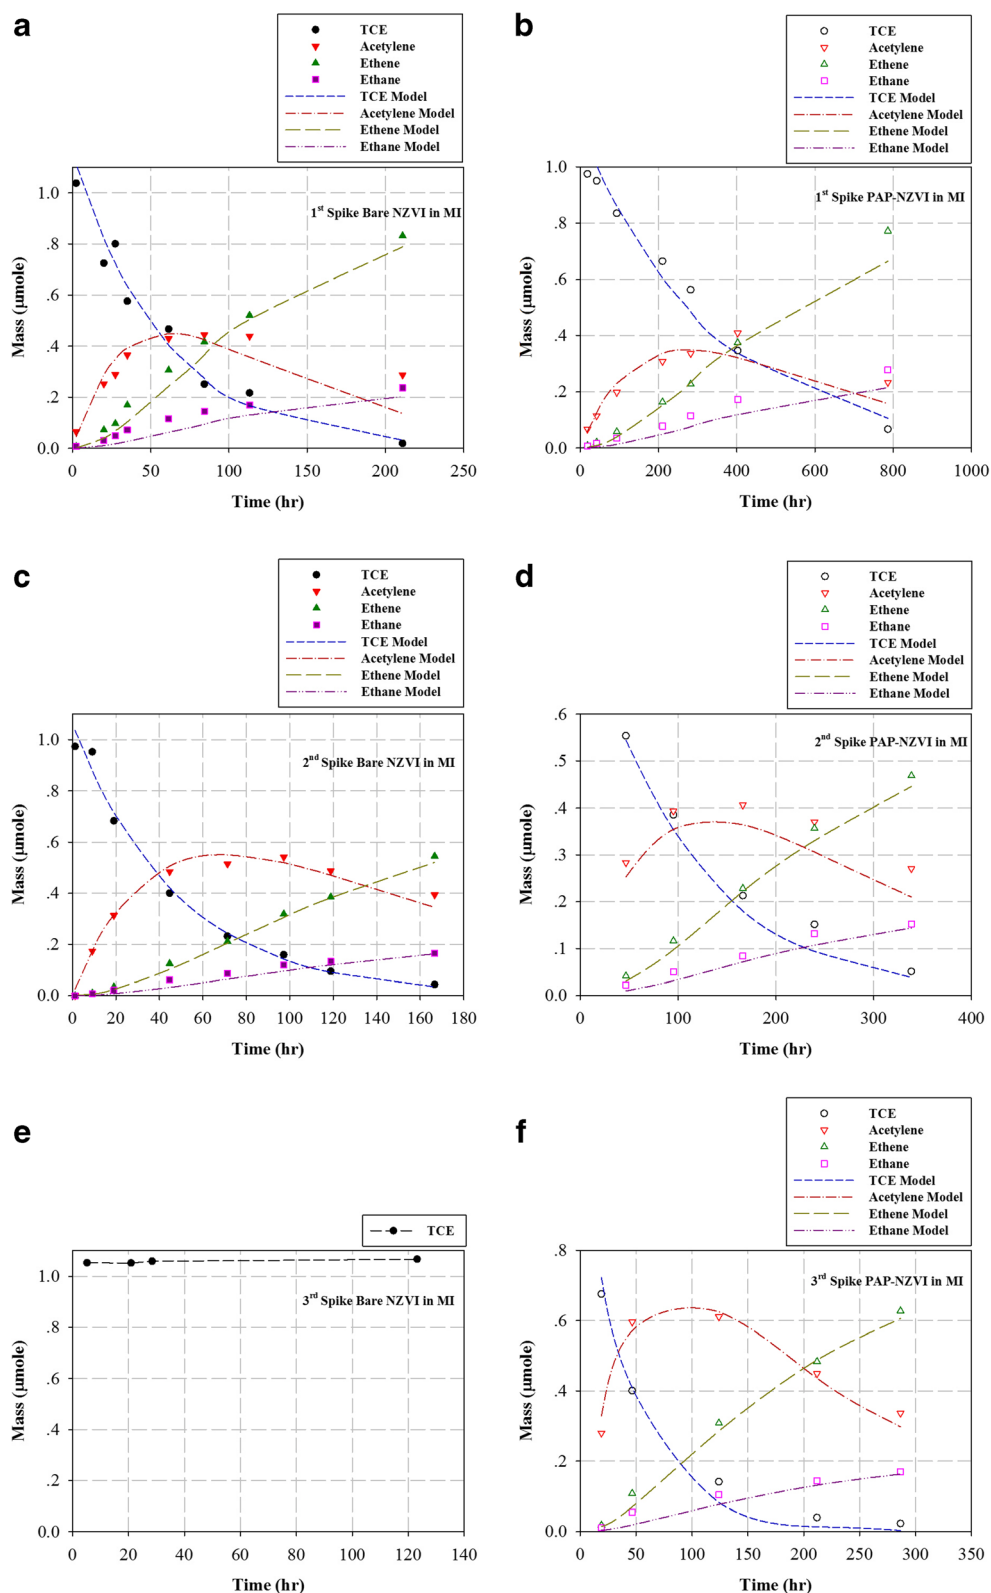 a
TCE
Acetylene
Ethene
Ethane
TCE Model
Acetylene Model
Ethene Model
Ethane Model
1st Spike Bare NZVI in MI
Mass (µmole)
1.0
.8
.6
.4
.2
0.0
0 50 100 150 200 250
Time (hr)
b
TCE
Acetylene
Ethene
Ethane
TCE Model
Acetylene Model
Ethene Model
Ethane Model
1st Spike PAP-NZVI in MI
Mass (µmole)
1.0
.8
.6
.4
.2
0.0
0 200 400 600 800 1000
Time (hr)
c
TCE
Acetylene
Ethene
Ethane
TCE Model
Acetylene Model
Ethene Model
Ethane Model
2nd Spike Bare NZVI in MI
Mass (µmole)
1.0
.8
.6
.4
.2
0.0
0 20 40 60 80 100 120 140 160 180
Time (hr)
d
TCE
Acetylene
Ethene
Ethane
TCE Model
Acetylene Model
Ethene Model
Ethane Model
2nd Spike PAP-NZVI in MI
Mass (µmole)
.6
.5
.4
.3
.2
.1
0.0
0 100 200 300 400
Time (hr)
e
TCE
3rd Spike Bare NZVI in MI
Mass (µmole)
1.0
.8
.6
.4
.2
0.0
0 20 40 60 80 100 120 140
Time (hr)
f
TCE
Acetylene
Ethene
Ethane
TCE Model
Acetylene Model
Ethene Model
Ethane Model
3rd Spike PAP-NZVI in MI
Mass (µmole)
.8
.6
.4
.2
0.0
0 50 100 150 200 250 300 350
Time (hr)